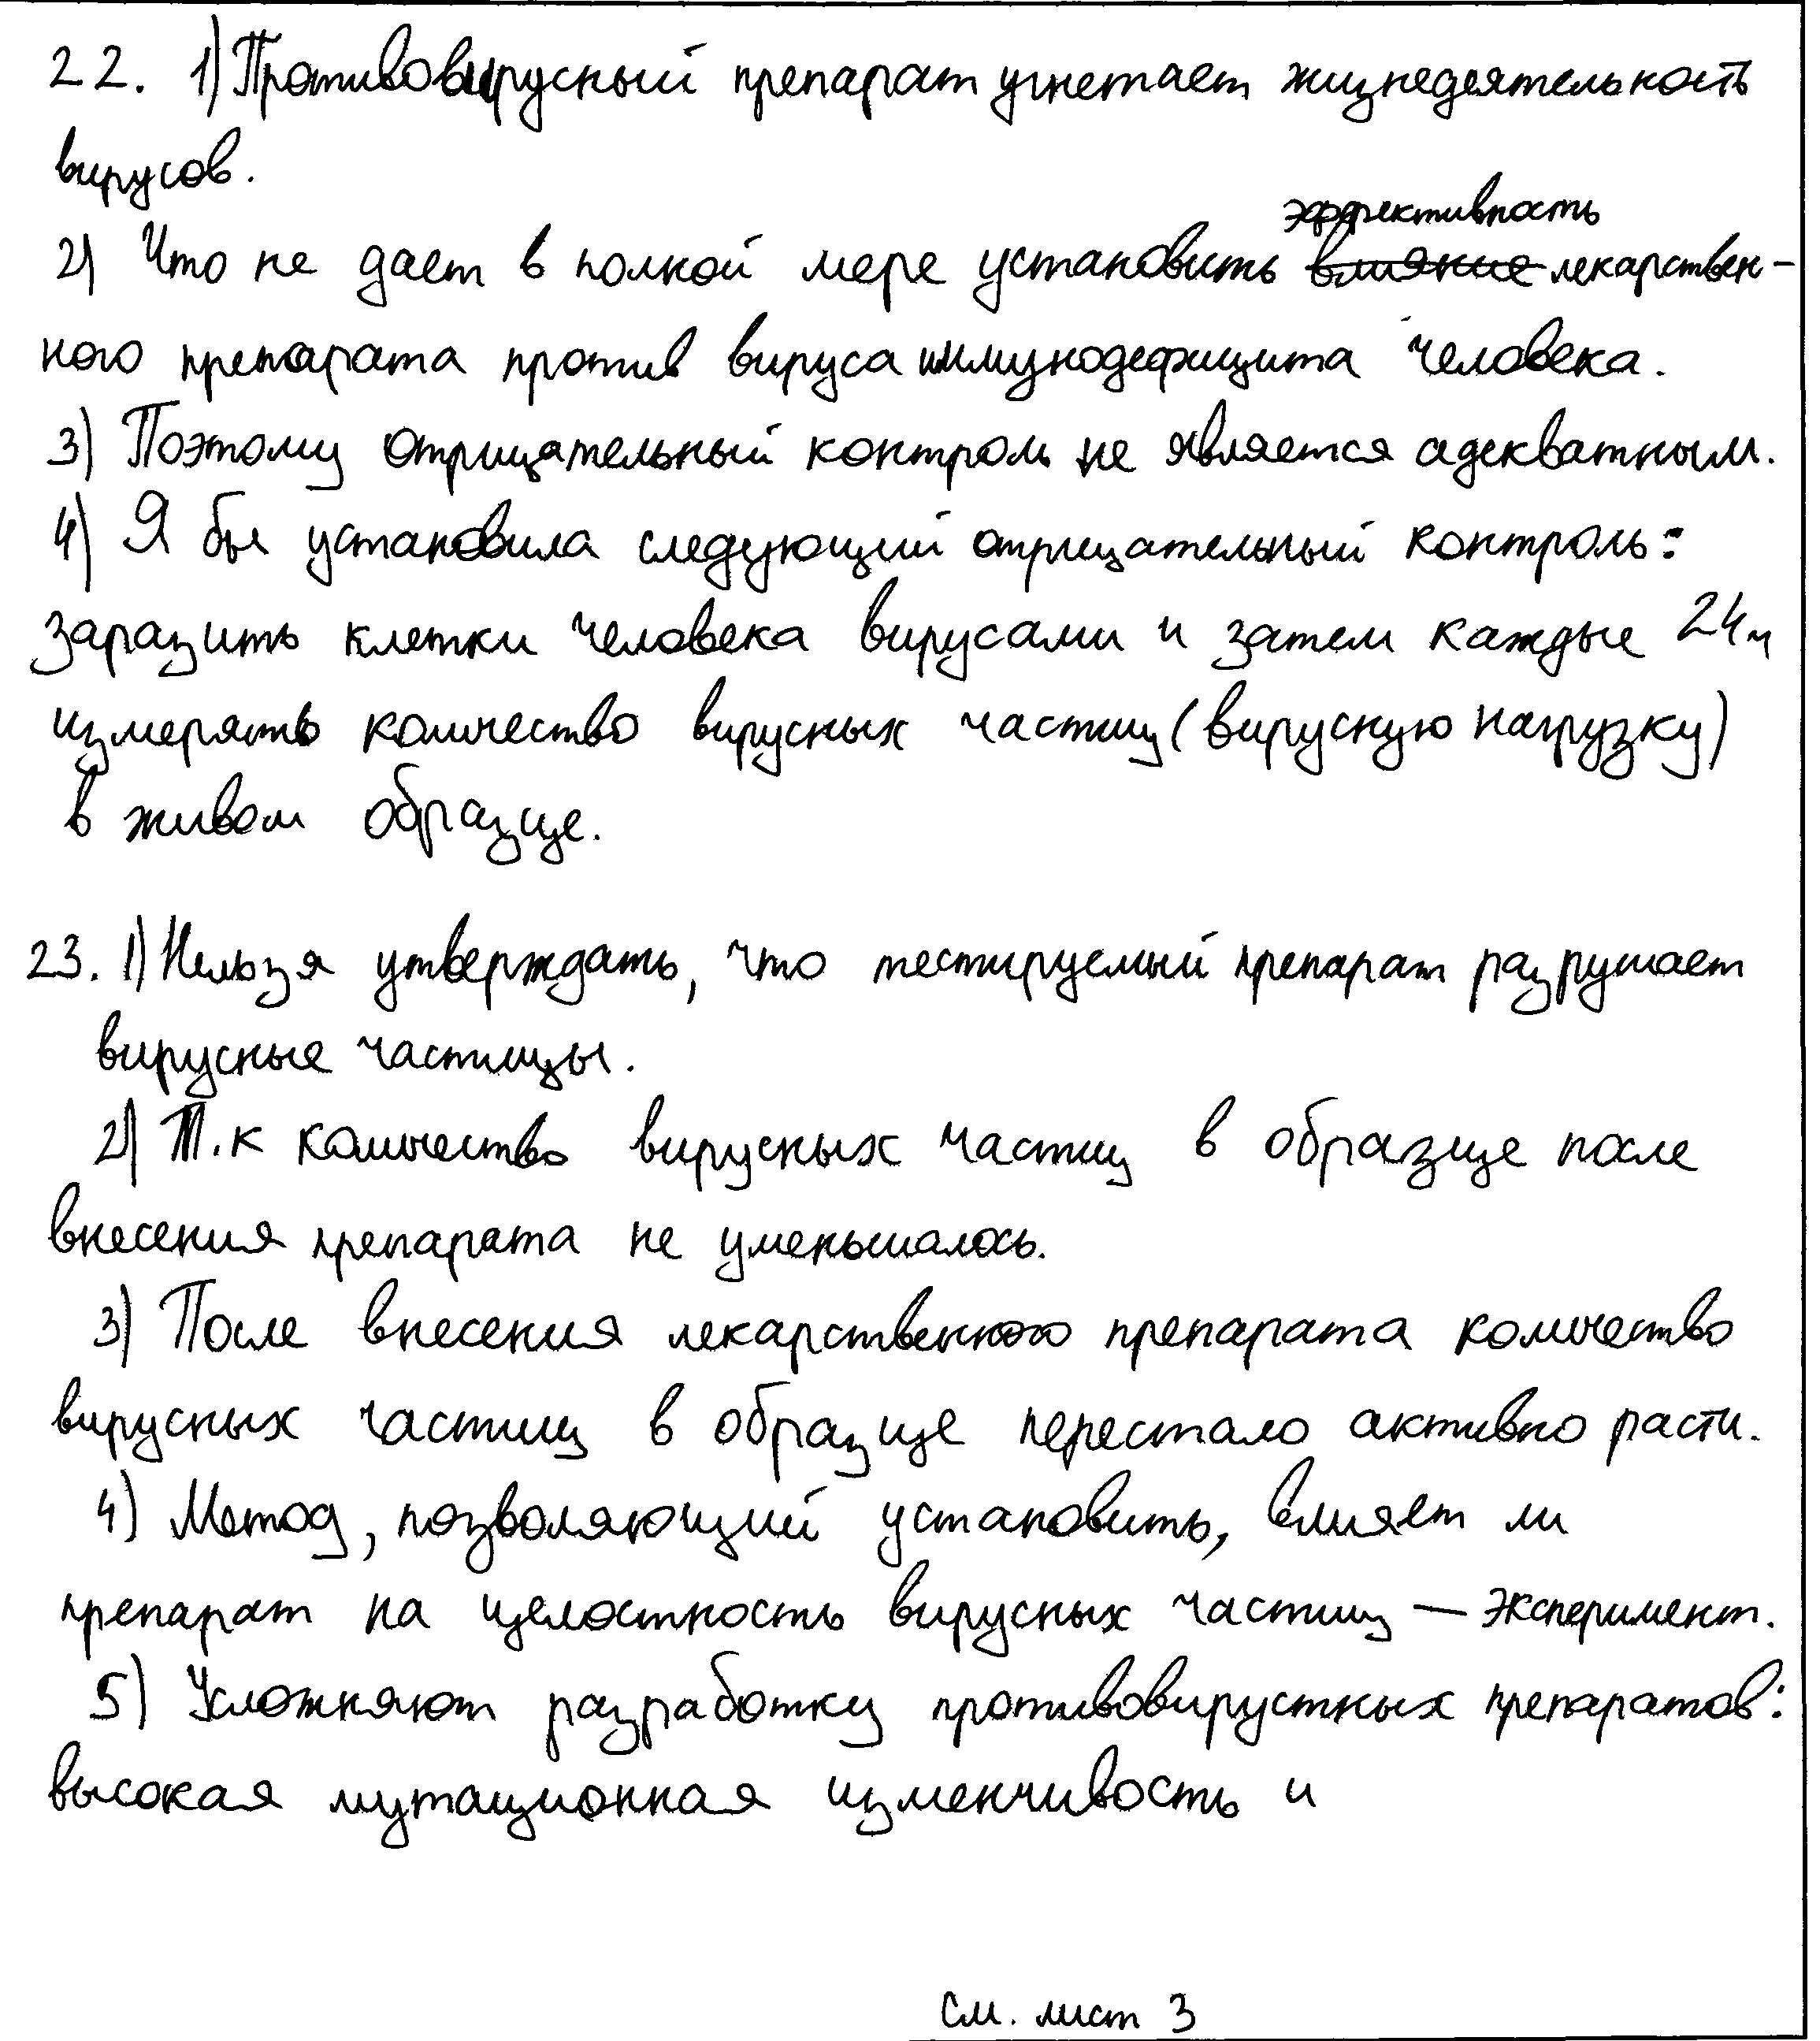 22. 1) Противовирусный препарат угнетает жизнедеятельность
вирусов.
эффективность
2) Что не дает в полной мере установить влияние лекарствен-
ного препарата против вируса иммунодефицита человека.
3) Поэтому отрицательный контроль не является адекватным.
4) Я бы установила следующий отрицательный контроль:
заразить клетки человека вирусами и затем каждые 24ч
измерять количество вирусных частиц (вирусную нагрузку)
в живом образце.
23. 1) Нельзя утверждать, что тестируемый препарат разрушает
вирусные частицы.
2) Т.к количество вирусных частиц в образце после
внесения препарата не уменьшалось.
3) После внесения лекарственного препарата количество
вирусных частиц в образце перестало активно расти.
4) Метод, позволяющий установить, влияет ли
препарат на целостность вирусных частиц — эксперимент.
5) Усложняют разработку противовирустных препаратов:
высокая мутационная изменчивость и
см. лист 3